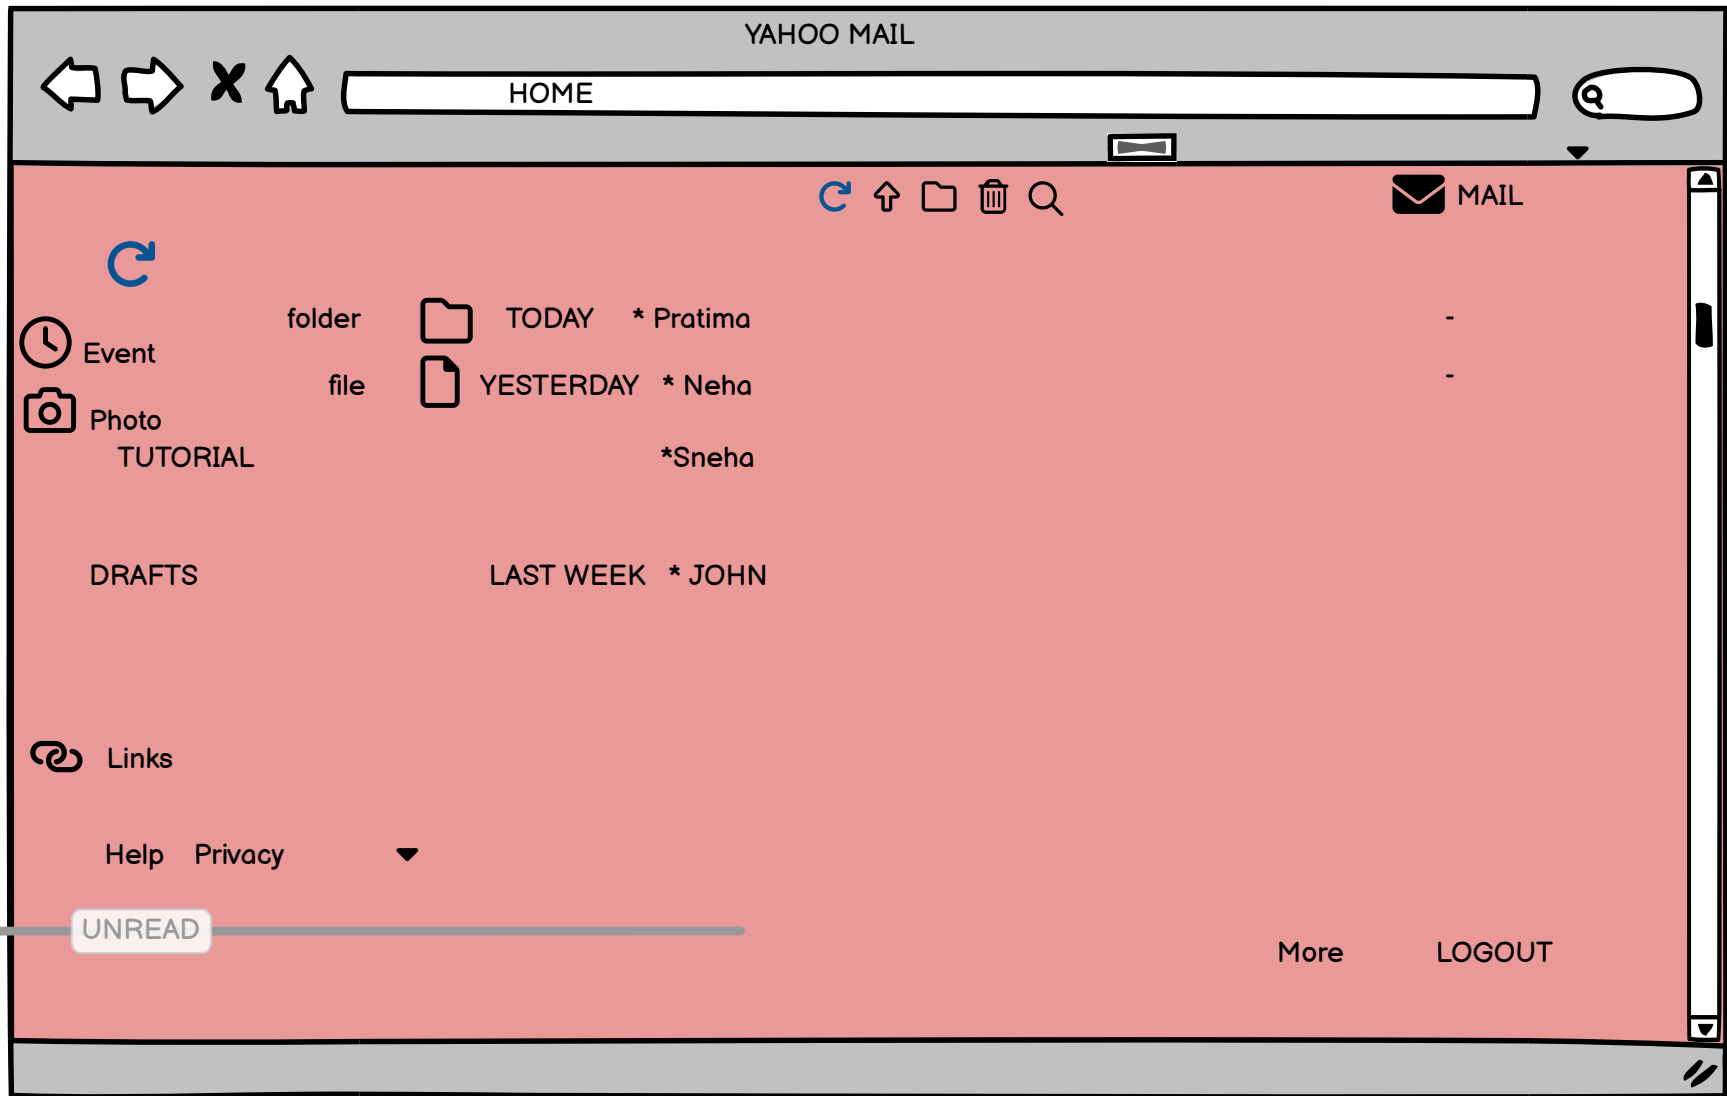 YAHOO MAIL
HOME
MAIL
folder TODAY * Pratima -
Event
file YESTERDAY * Neha -
Photo
TUTORIAL *Sneha
DRAFTS LAST WEEK * JOHN
Links
Help Privacy
UNREAD
More LOGOUT